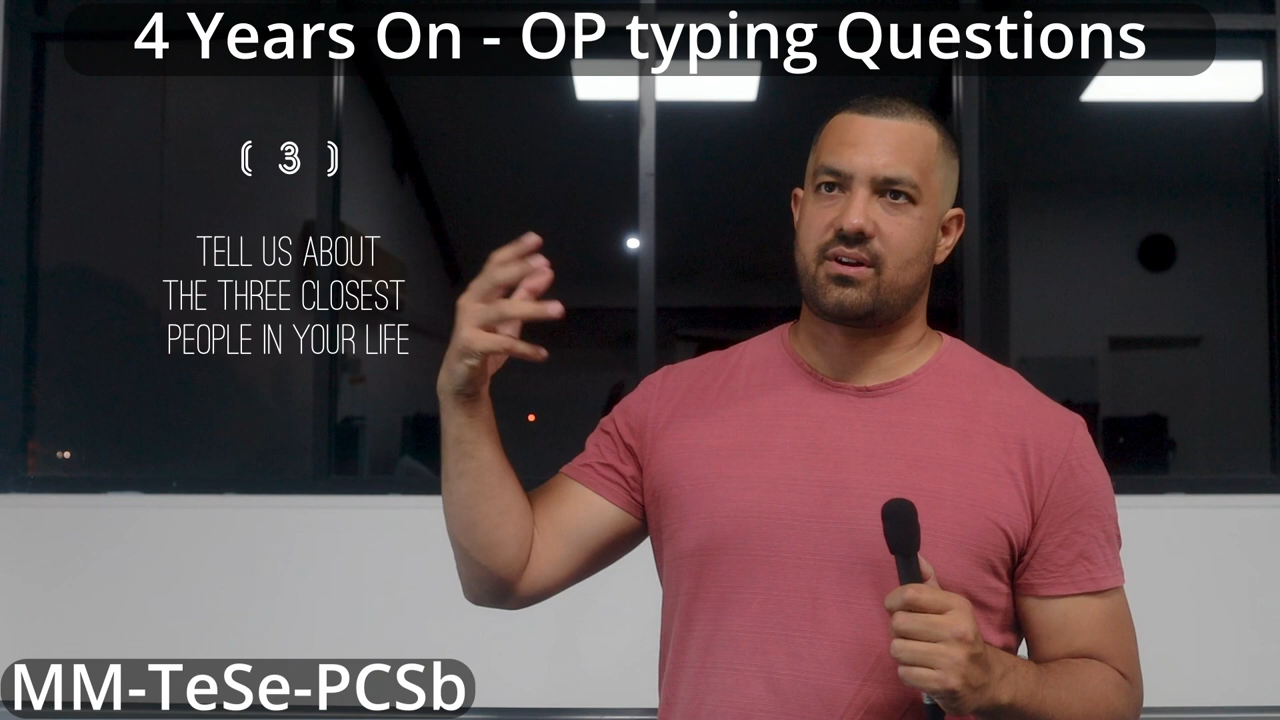 4 Years On - OP typing Questions
( 3 )
TELL US ABOUT
THE THREE CLOSEST
PEOPLE IN YOUR LIFE
MM-TeSe-PCSb